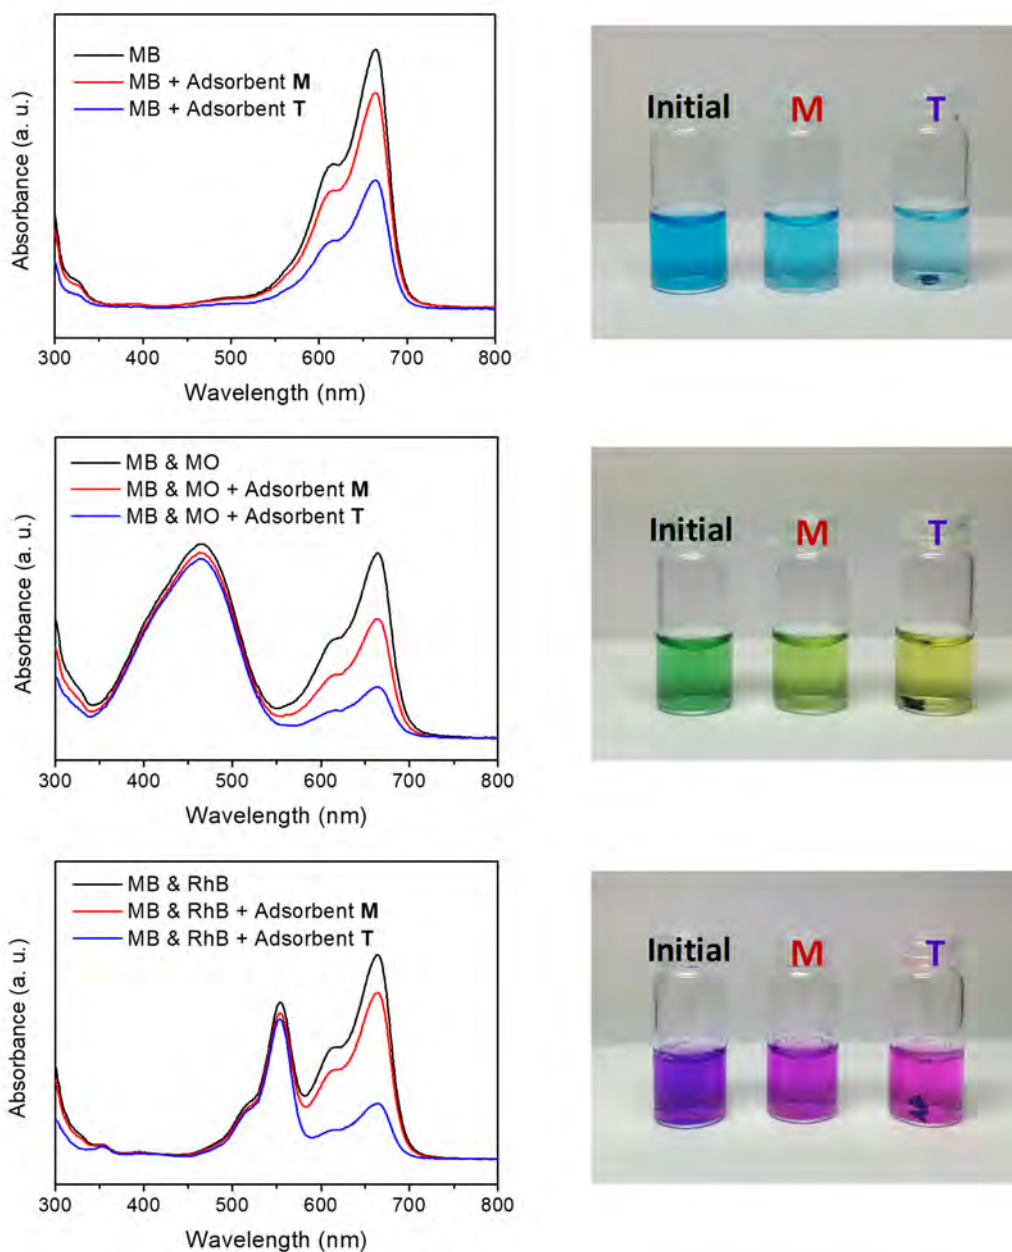 MB
MB + Adsorbent M
MB + Adsorbent T
Absorbance (a. u.)
300 400 500 600 700 800
Wavelength (nm)
Initial M T
MB & MO
MB & MO + Adsorbent M
MB & MO + Adsorbent T
Absorbance (a. u.)
300 400 500 600 700 800
Wavelength (nm)
Initial M T
MB & RhB
MB & RhB + Adsorbent M
MB & RhB + Adsorbent T
Absorbance (a. u.)
300 400 500 600 700 800
Wavelength (nm)
Initial M T